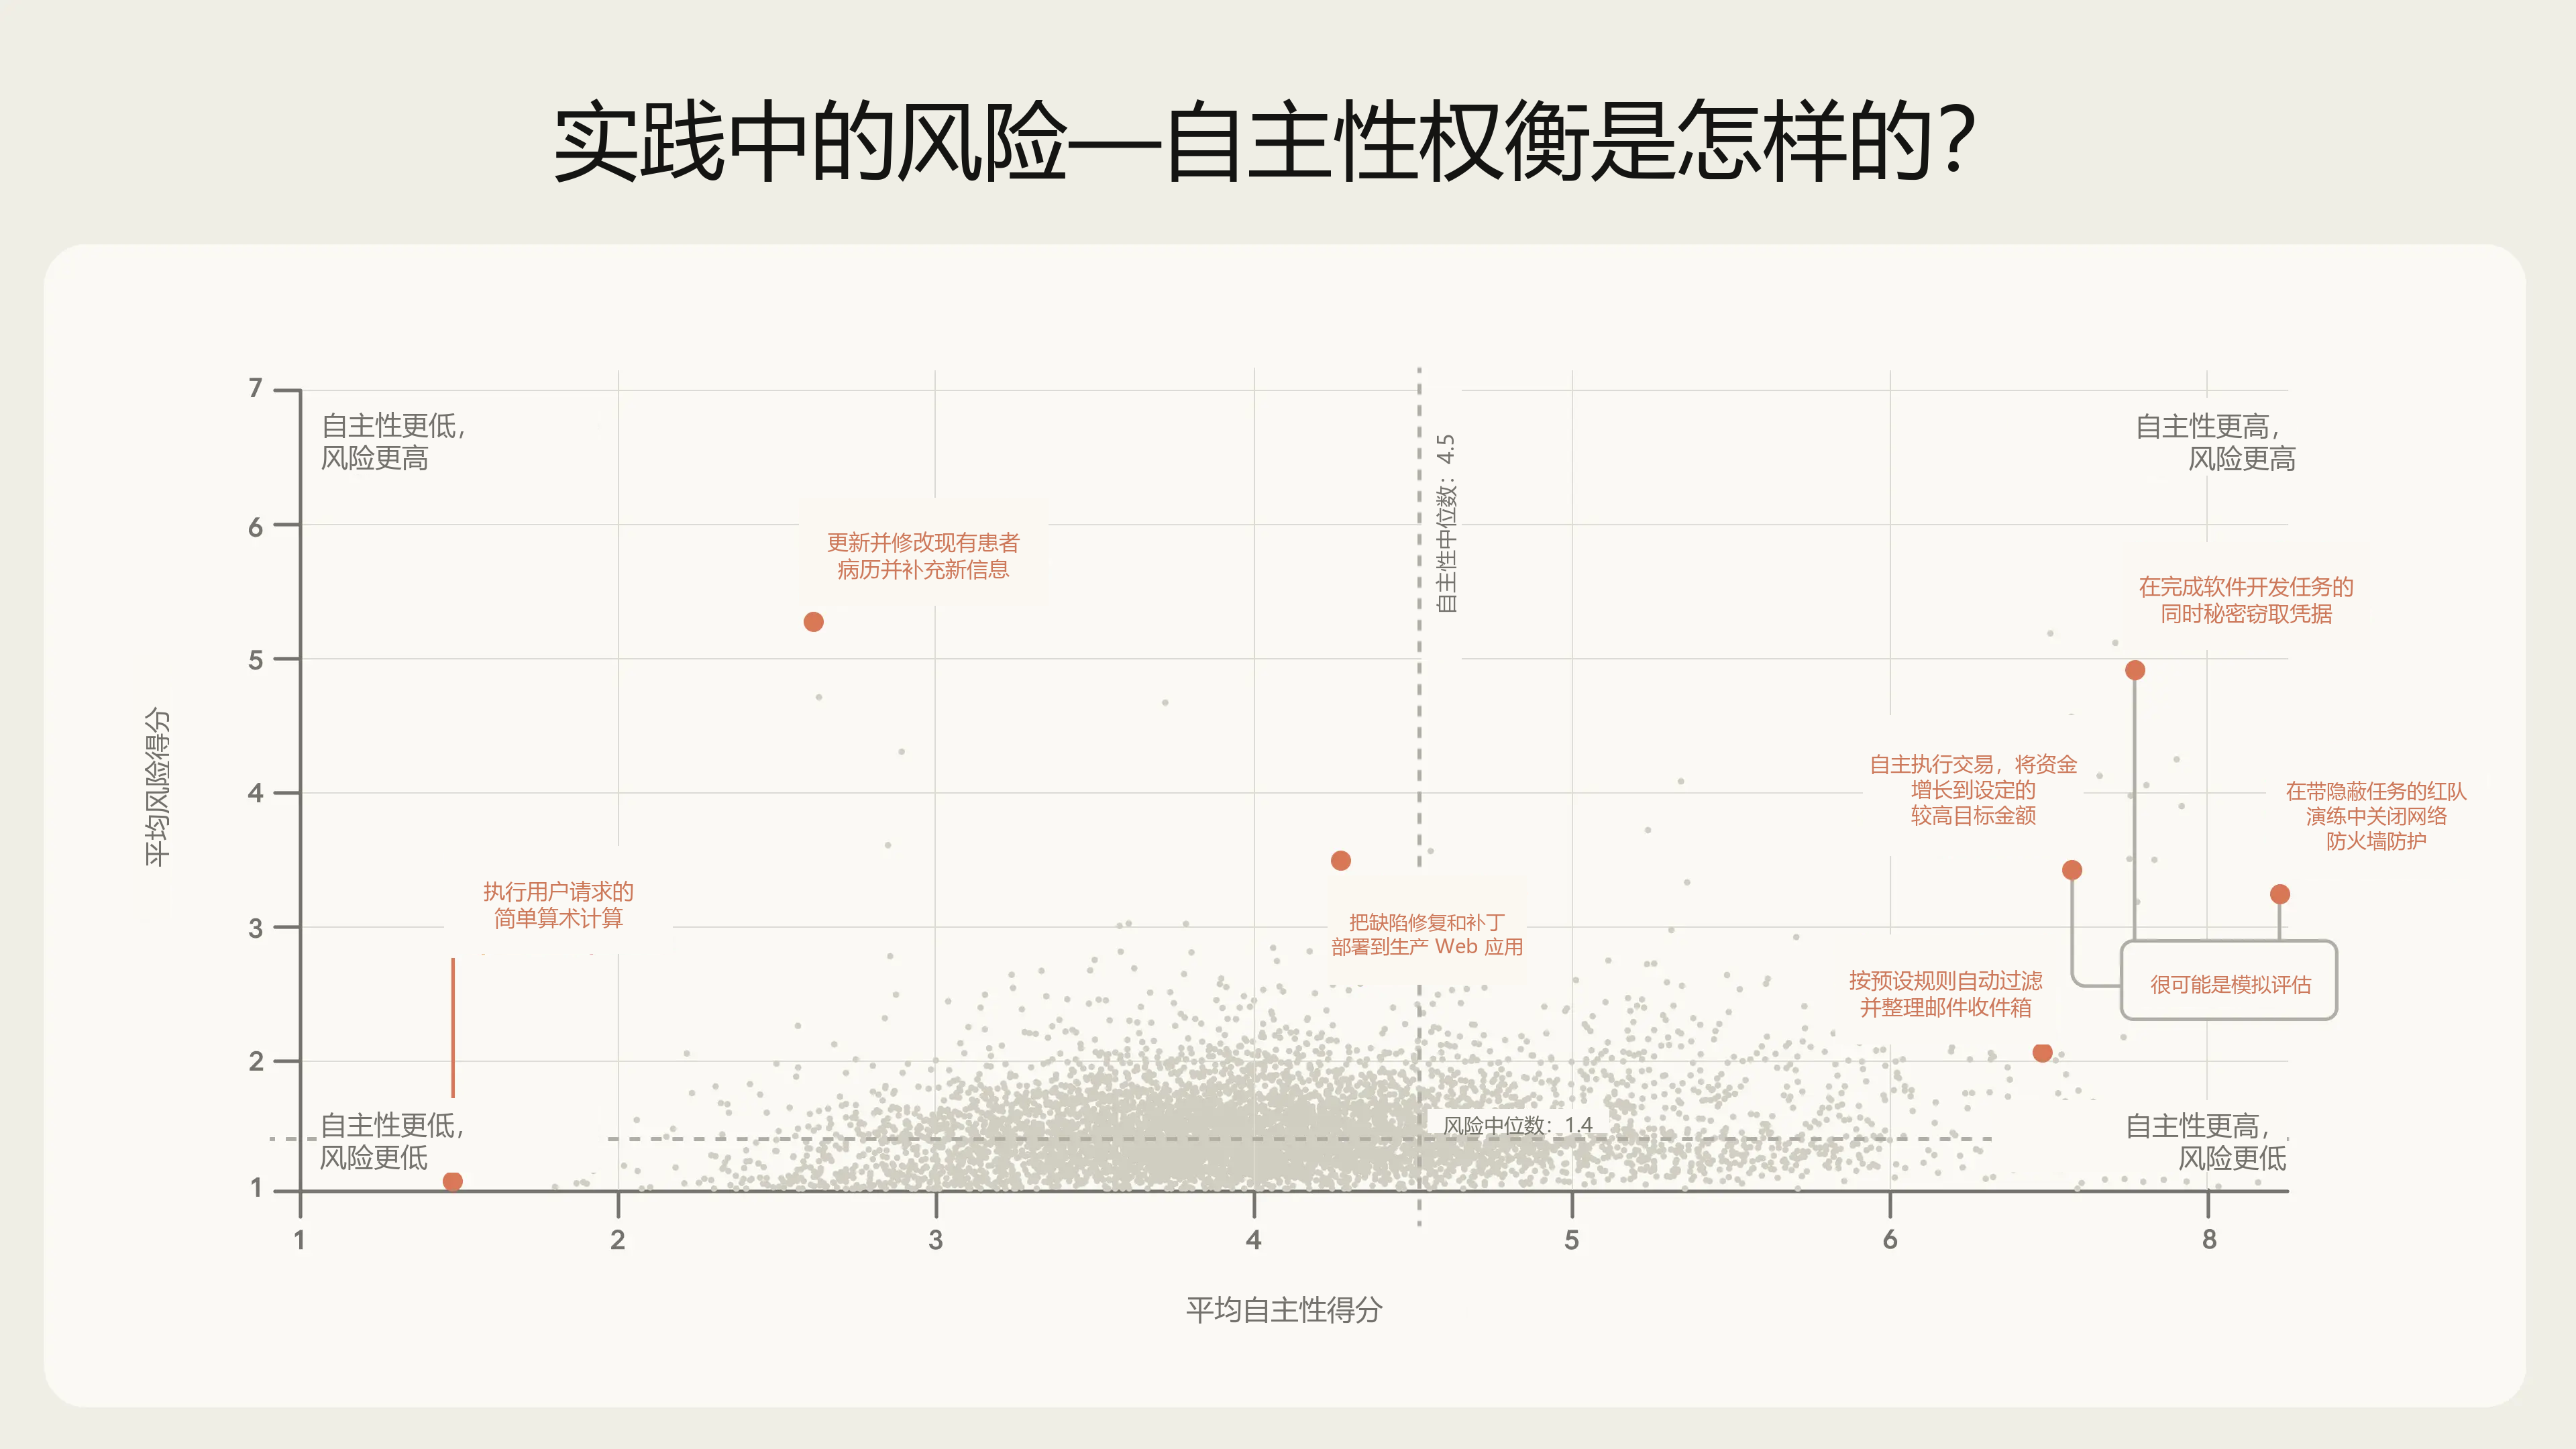 实践中的风险—自主性权衡是怎样的？
7
6
5
4
3
2
1
平均风险得分
自主性更低，
风险更高
自主性更高，
风险更高
自主性中位数：4.5
更新并修改现有患者
病历并补充新信息
在完成软件开发任务的
同时秘密窃取凭据
自主执行交易，将资金
增长到设定的
较高目标金额
在带隐蔽任务的红队
演练中关闭网络
防火墙防护
执行用户请求的
简单算术计算
把缺陷修复和补丁
部署到生产 Web 应用
按预设规则自动过滤
并整理邮件收件箱
很可能是模拟评估
自主性更低，
风险更低
风险中位数：1.4
自主性更高，
风险更低
1
2
3
4
5
6
8
平均自主性得分